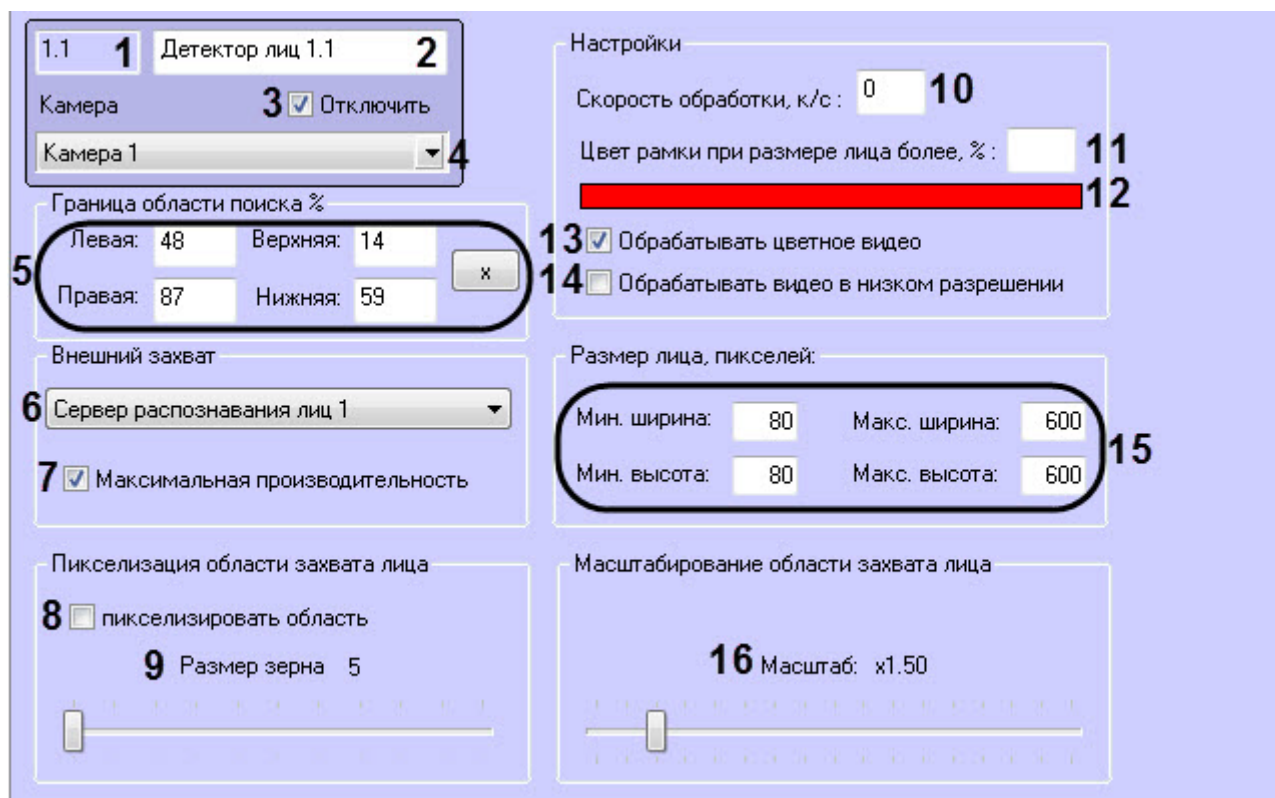 1.1 1 Детектор лиц 1.1 2
Камера 3 Отключить
Камера 1 4
Граница области поиска %
Левая: 48 Верхняя: 14
5 x
Правая: 87 Нижняя: 59
Внешний захват
6 Сервер распознавания лиц 1
7 Максимальная производительность
Пикселизация области захвата лица
8 пикселизировать область
9 Размер зерна 5
Настройки
Скорость обработки, к/с : 0 10
Цвет рамки при размере лица более, % : 11
12
13 Обрабатывать цветное видео
14 Обрабатывать видео в низком разрешении
Размер лица, пикселей:
Мин. ширина: 80 Макс. ширина: 600
15
Мин. высота: 80 Макс. высота: 600
Масштабирование области захвата лица
16 Масштаб: x1.50